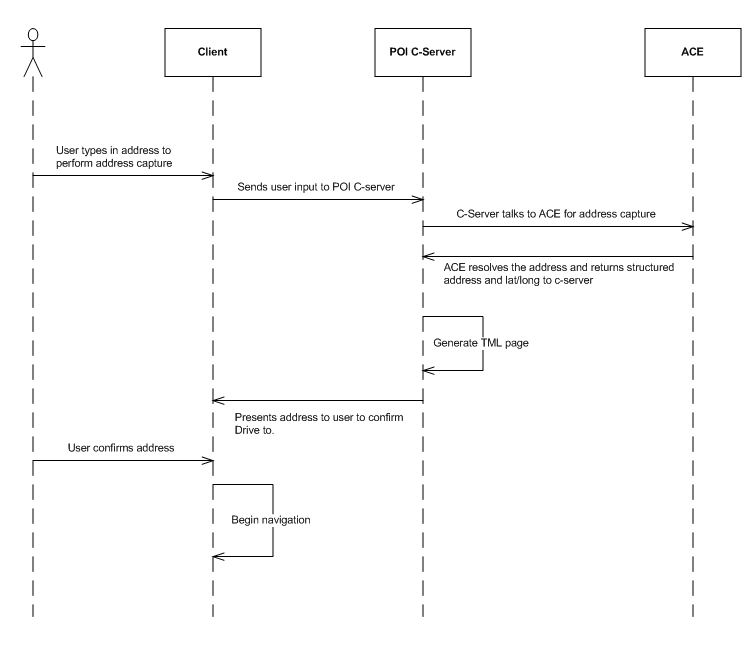 Client
POI C-Server
ACE
User types in address to
perform address capture
Sends user input to POI C-server
C-Server talks to ACE for address capture
ACE resolves the address and returns structured
address and lat/long to c-server
Generate TML page
Presents address to user to confirm
Drive to.
User confirms address
Begin navigation